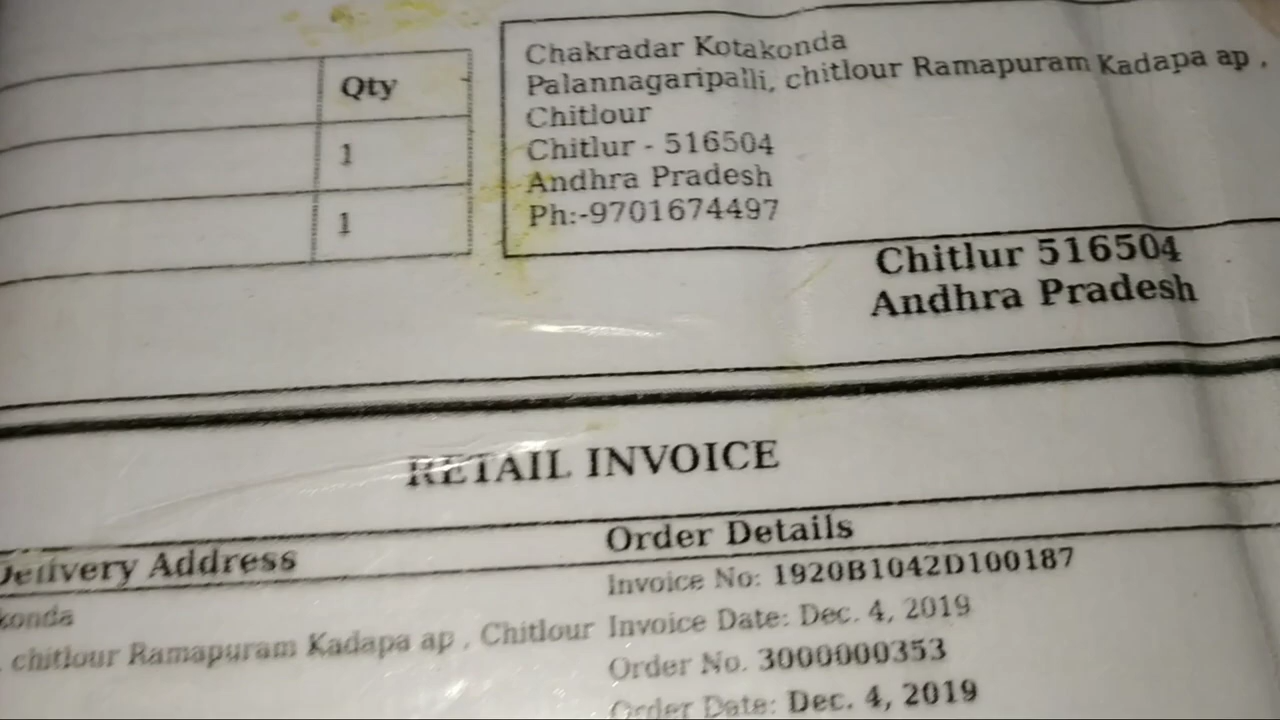 Qty
1
1
Chakradar Kotakonda
Palannagaripalli, chitlour Ramapuram Kadapa ap ,
Chitlour
Chitlur - 516504
Andhra Pradesh
Ph:-9701674497
Chitlur 516504
Andhra Pradesh
RETAIL INVOICE
Delivery Address
Order Details
konda
, chitlour Ramapuram Kadapa ap , Chitlour
Invoice No: 1920B1042D100187
Invoice Date: Dec. 4, 2019
Order No. 3000000353
Order Date: Dec. 4, 2019